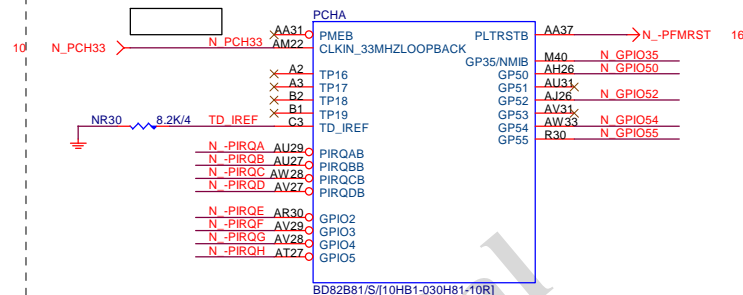 PCHA
AA31 PMEB PLTRSTB AA37 N_-PFMRST 16
10 N_PCH33 N_PCH33 AM22 CLKIN_33MHZLOOPBACK
GP35/NMIB M40 N_GPIO35
A2 TP16 GP50 AH26 N_GPIO50
A3 TP17 GP51 AU31
B2 TP18 GP52 AJ26 N_GPIO52
B1 TP19 GP53 AV31
NR30 8.2K/4 TD_IREF C3 TD_IREF GP54 AW33 N_GPIO54
GP55 R30 N_GPIO55
N_-PIRQA AU29 PIRQAB
N_-PIRQB AU27 PIRQBB
N_-PIRQC AW28 PIRQCB
N_-PIRQD AV27 PIRQDB
N_-PIRQE AR30 GPIO2
N_-PIRQF AV29 GPIO3
N_-PIRQG AV28 GPIO4
N_-PIRQH AT27 GPIO5
BD82B81/S/[10HB1-030H81-10R]